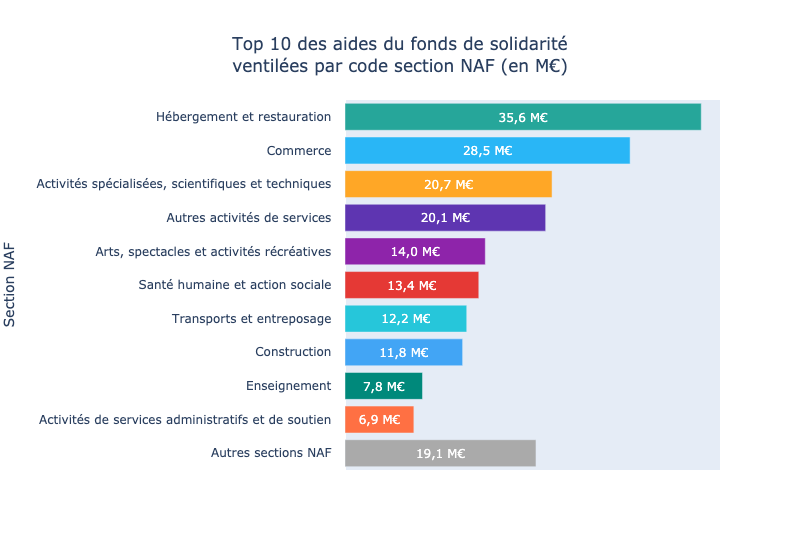 Top 10 des aides du fonds de solidarité
ventilées par code section NAF (en M€)
Section NAF
Hébergement et restauration 35,6 M€
Commerce 28,5 M€
Activités spécialisées, scientifiques et techniques 20,7 M€
Autres activités de services 20,1 M€
Arts, spectacles et activités récréatives 14,0 M€
Santé humaine et action sociale 13,4 M€
Transports et entreposage 12,2 M€
Construction 11,8 M€
Enseignement 7,8 M€
Activités de services administratifs et de soutien 6,9 M€
Autres sections NAF 19,1 M€